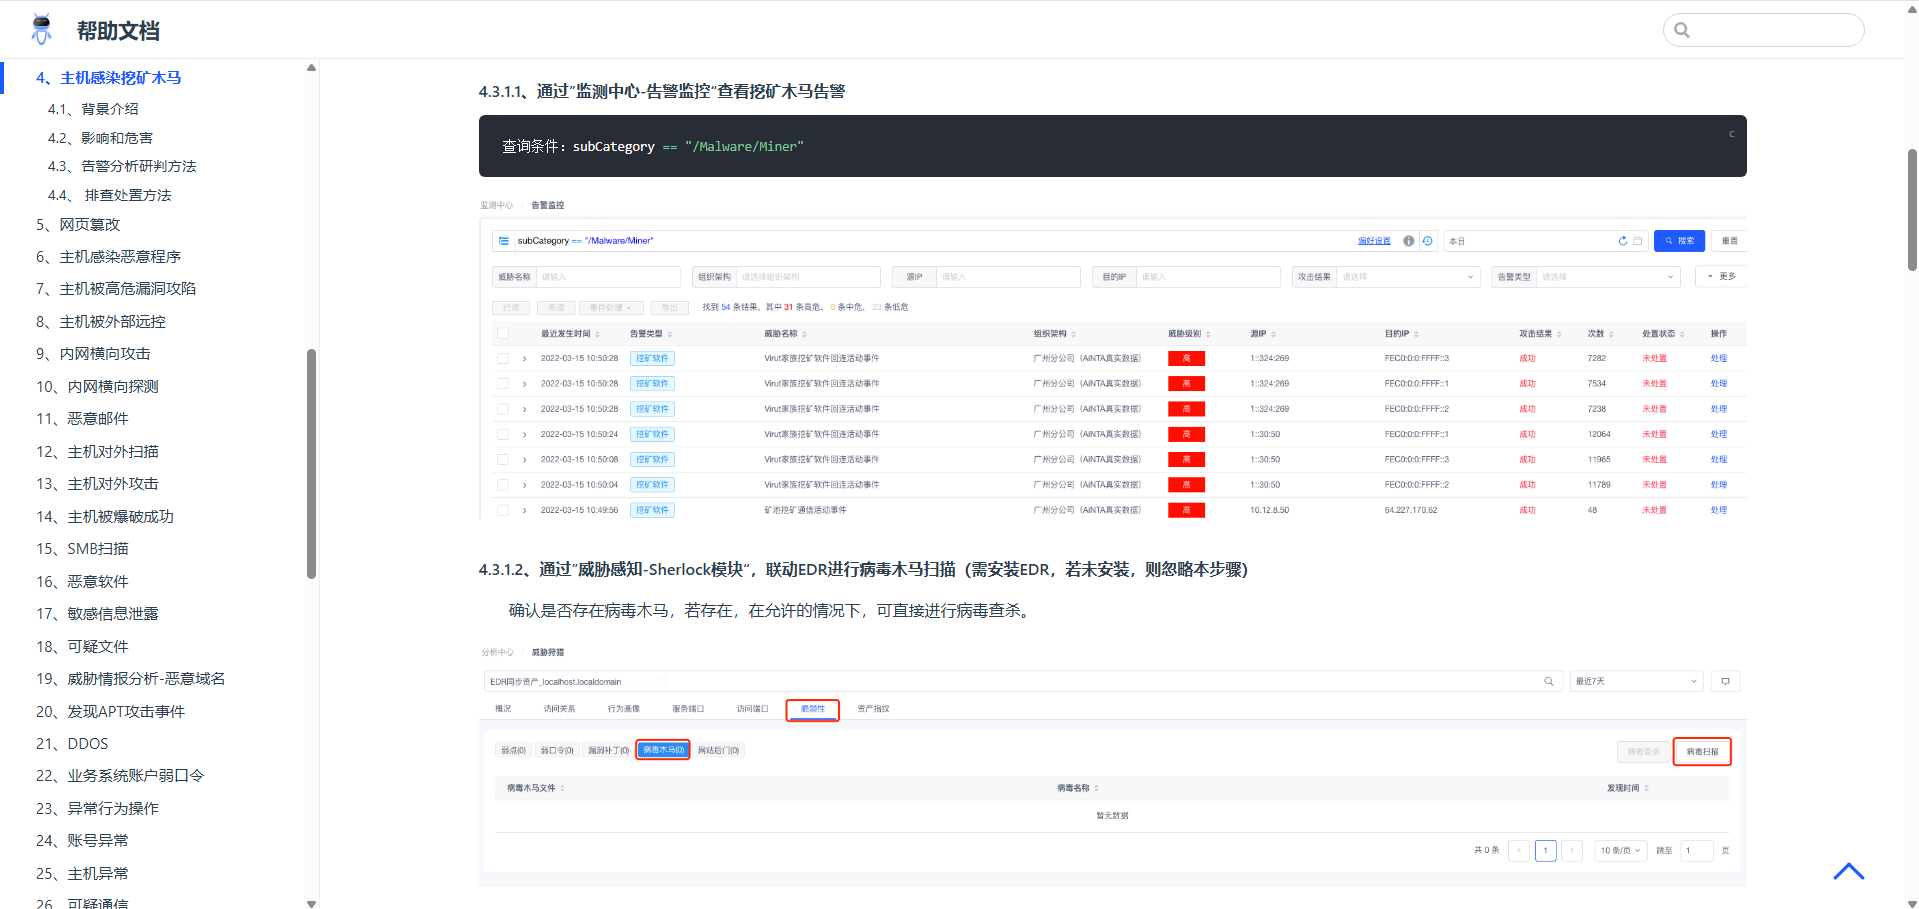 帮助文档
4、主机感染挖矿木马
4.1、背景介绍
4.2、影响和危害
4.3、告警分析研判方法
4.4、 排查处置方法
5、网页篡改
6、主机感染恶意程序
7、主机被高危漏洞攻陷
8、主机被外部远控
9、内网横向攻击
10、内网横向探测
11、恶意邮件
12、主机对外扫描
13、主机对外攻击
14、主机被爆破成功
15、SMB扫描
16、恶意软件
17、敏感信息泄露
18、可疑文件
19、威胁情报分析-恶意域名
20、发现APT攻击事件
21、DDOS
22、业务系统账户弱口令
23、异常行为操作
24、账号异常
25、主机异常
26、可疑通信
4.3.1.1、通过“监测中心-告警监控“查看挖矿木马告警
c
查询条件：subCategory == "/Malware/Miner"
监测中心 / 告警监控
subCategory == "/Malware/Miner" 偏好设置 本日 搜索 重置
威胁名称 请输入 组织架构 请选择组织架构 源IP 请输入 目的IP 请输入 攻击结果 请选择 告警类型 请选择 更多
已读 未读 事件处理 导出 找到 54 条结果，其中 31 条高危， 0 条中危， 23 条低危
最近发生时间 告警类型 威胁名称 组织架构 威胁级别 源IP 目的IP 攻击结果 次数 处置状态 操作
2022-03-15 10:50:28 挖矿软件 Virut家族挖矿软件回连活动事件 广州分公司（AiNTA真实数据） 高 1::324:269 FEC0:0:0:FFFF::3 成功 7282 未处置 处理
2022-03-15 10:50:28 挖矿软件 Virut家族挖矿软件回连活动事件 广州分公司（AiNTA真实数据） 高 1::324:269 FEC0:0:0:FFFF::1 成功 7534 未处置 处理
2022-03-15 10:50:28 挖矿软件 Virut家族挖矿软件回连活动事件 广州分公司（AiNTA真实数据） 高 1::324:269 FEC0:0:0:FFFF::2 成功 7238 未处置 处理
2022-03-15 10:50:24 挖矿软件 Virut家族挖矿软件回连活动事件 广州分公司（AiNTA真实数据） 高 1::30:50 FEC0:0:0:FFFF::1 成功 12064 未处置 处理
2022-03-15 10:50:08 挖矿软件 Virut家族挖矿软件回连活动事件 广州分公司（AiNTA真实数据） 高 1::30:50 FEC0:0:0:FFFF::3 成功 11965 未处置 处理
2022-03-15 10:50:04 挖矿软件 Virut家族挖矿软件回连活动事件 广州分公司（AiNTA真实数据） 高 1::30:50 FEC0:0:0:FFFF::2 成功 11789 未处置 处理
2022-03-15 10:49:56 挖矿软件 矿池挖矿通信活动事件 广州分公司（AiNTA真实数据） 高 10.12.8.50 64.227.170.62 成功 48 未处置 处理
4.3.1.2、通过“威胁感知-Sherlock模块“，联动EDR进行病毒木马扫描（需安装EDR，若未安装，则忽略本步骤）
确认是否存在病毒木马，若存在，在允许的情况下，可直接进行病毒查杀。
分析中心 / 威胁狩猎
EDR同步资产_localhost.localdomain 最近7天
概况 访问关系 行为画像 服务端口 访问端口 脆弱性 资产指纹
弱点(0) 弱口令(0) 漏洞补丁(0) 病毒木马(0) 网站后门(0) 病毒查杀 病毒扫描
病毒木马文件 病毒名称 发现时间
暂无数据
共 0 条 1 10 条/页 跳至 1 页